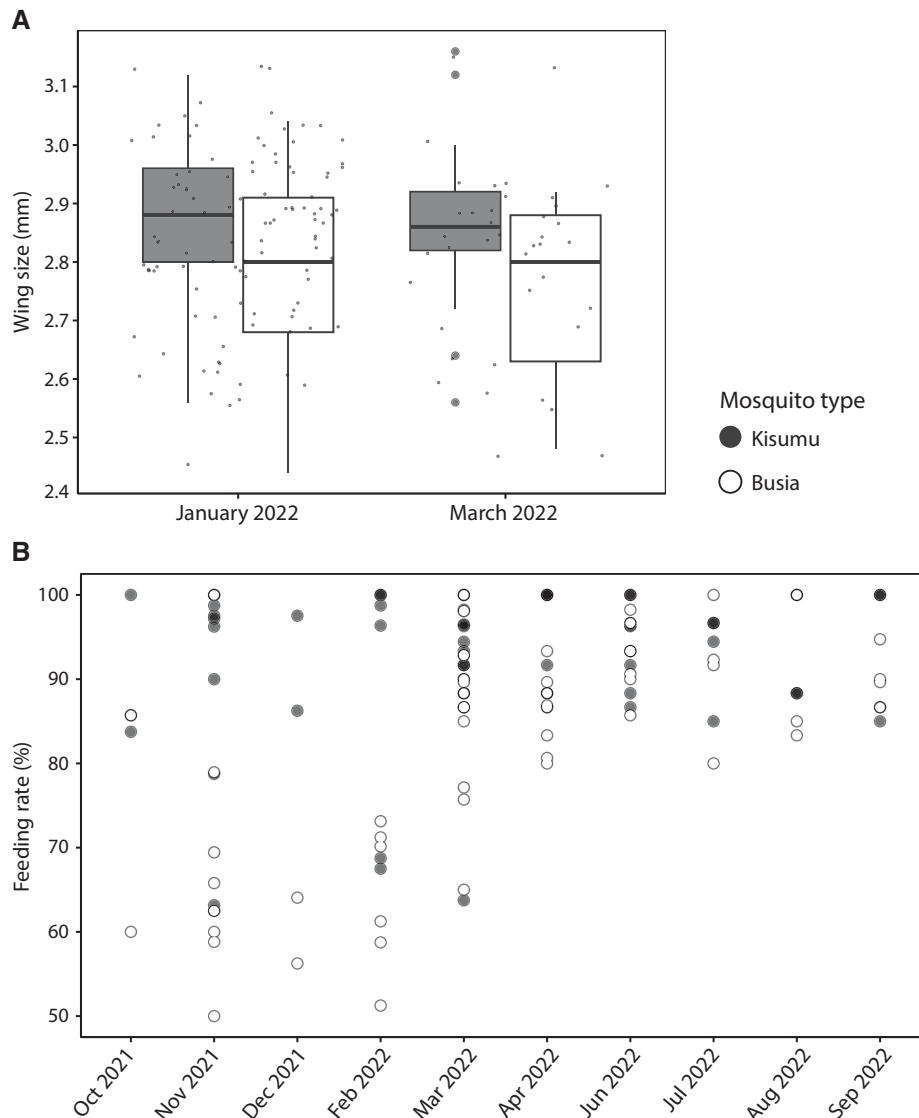 A
Wing size (mm)
3.1
3.0
2.9
2.8
2.7
2.6
2.5
2.4
January 2022
March 2022
Mosquito type
Kisumu
Busia
B
Feeding rate (%)
100
90
80
70
60
50
Oct 2021
Nov 2021
Dec 2021
Feb 2022
Mar 2022
Apr 2022
Jun 2022
Jul 2022
Aug 2022
Sep 2022